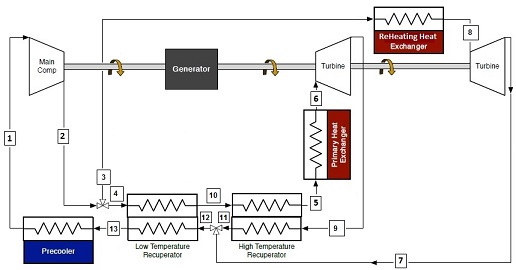 ReHeating Heat
Exchanger
8
Main
Comp
Generator
Turbine
Turbine
6
1
2
Primary Heat
Exchanger
3
4
10
5
13
12
11
9
Precooler
Low Temperature
Recuperator
High Temperature
Recuperator
7